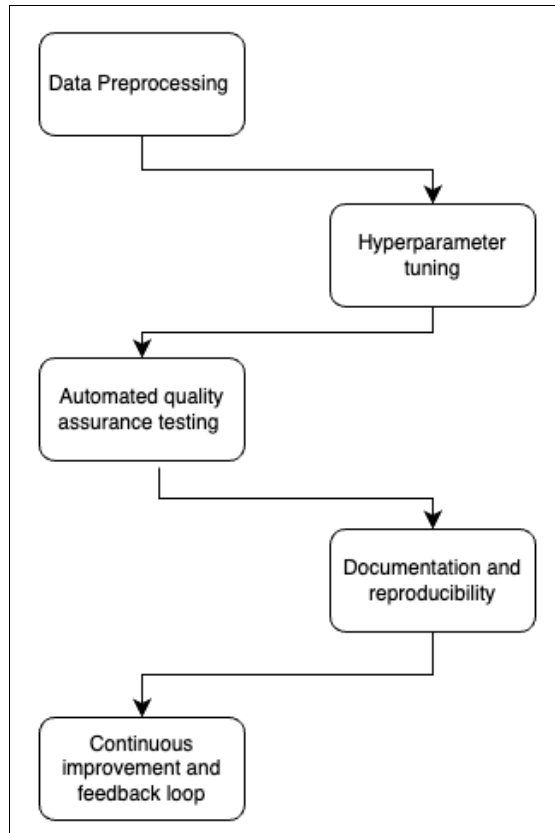 Data Preprocessing
Hyperparameter
tuning
Automated quality
assurance testing
Documentation and
reproducibility
Continuous
improvement and
feedback loop